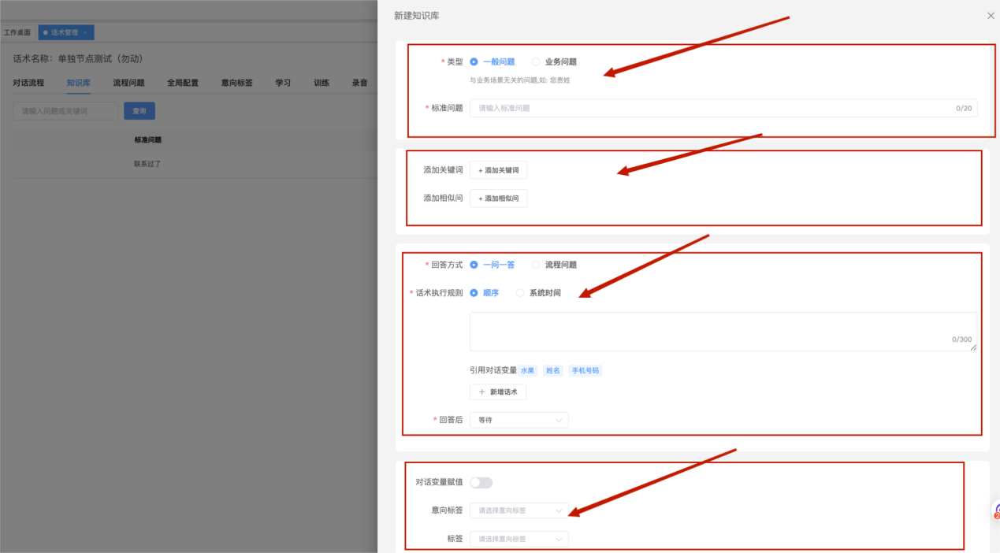 新建知识库
工作桌面
话术管理
话术名称：单独节点测试（勿动）
对话流程 知识库 流程问题 全局配置 意向标签 学习 训练 录音
请输入问题或关键词 查询
标准问题
联系过了
* 类型 一般问题 业务问题
与业务场景无关的问题,如: 您贵姓
* 标准问题 请输入标准问题 0/20
添加关键词 + 添加关键词
添加相似问 + 添加相似问
* 回答方式 一问一答 流程问题
* 话术执行规则 顺序 系统时间
0/300
引用对话变量 水果 姓名 手机号码
+ 新增话术
* 回答后 等待
对话变量赋值
意向标签 请选择意向标签
标签 请选择意向标签
2